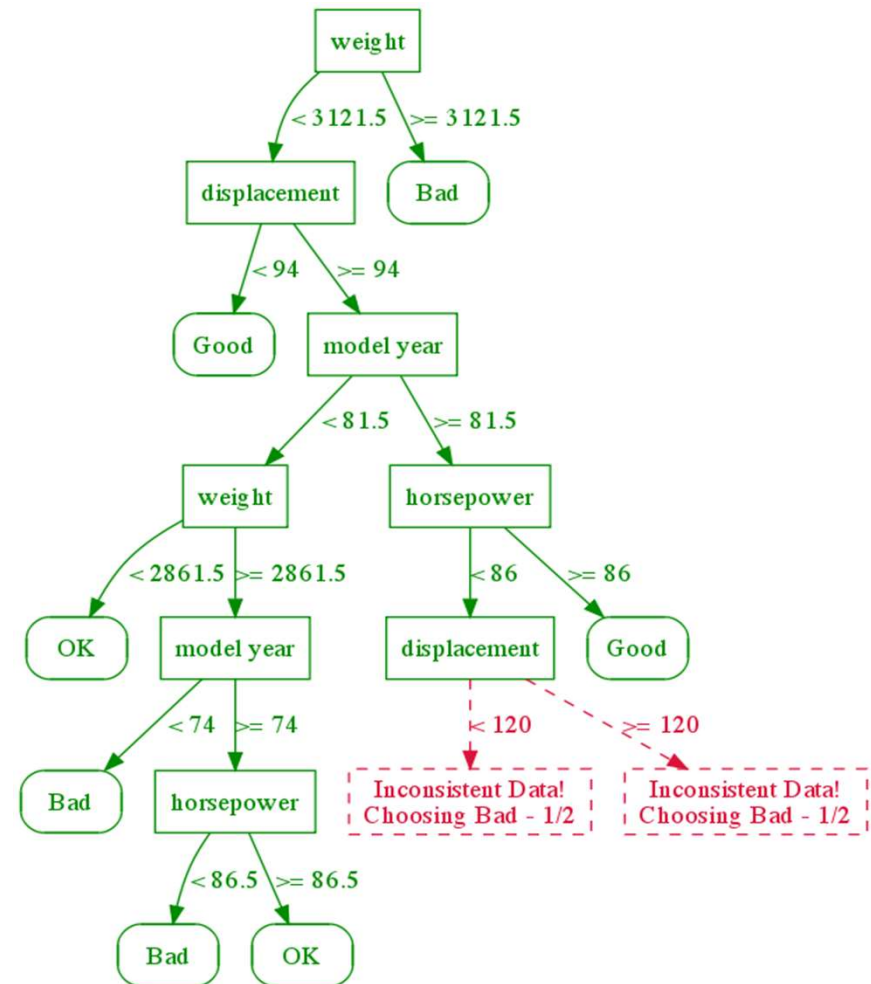 weight
< 3121.5
>= 3121.5
displacement
Bad
< 94
>= 94
Good
model year
< 81.5
>= 81.5
weight
horsepower
< 2861.5
>= 2861.5
< 86
>= 86
OK
model year
displacement
Good
< 74
>= 74
< 120
>= 120
Bad
horsepower
Inconsistent Data!
Choosing Bad - 1/2
Inconsistent Data!
Choosing Bad - 1/2
< 86.5
>= 86.5
Bad
OK